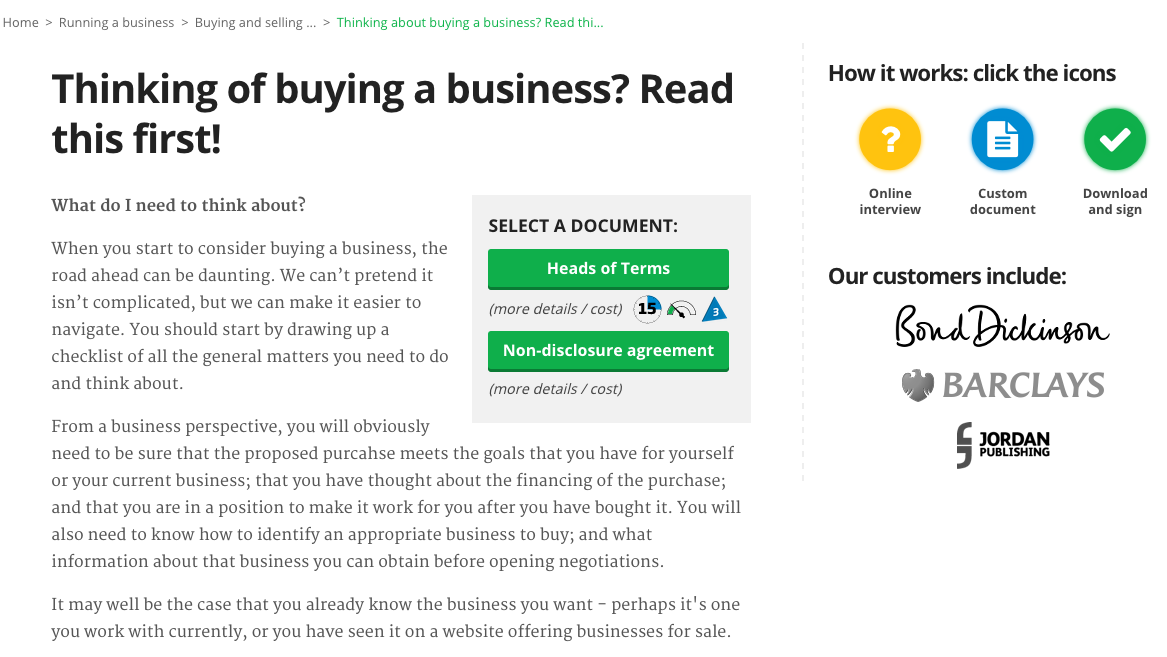 Home > Running a business > Buying and selling ... > Thinking about buying a business? Read thi...
Thinking of buying a business? Read
this first!
What do I need to think about?
When you start to consider buying a business, the
road ahead can be daunting. We can’t pretend it
isn’t complicated, but we can make it easier to
navigate. You should start by drawing up a
checklist of all the general matters you need to do
and think about.
SELECT A DOCUMENT:
Heads of Terms
(more details / cost) 15 3
Non-disclosure agreement
(more details / cost)
From a business perspective, you will obviously
need to be sure that the proposed purcahse meets the goals that you have for yourself
or your current business; that you have thought about the financing of the purchase;
and that you are in a position to make it work for you after you have bought it. You will
also need to know how to identify an appropriate business to buy; and what
information about that business you can obtain before opening negotiations.
It may well be the case that you already know the business you want – perhaps it's one
you work with currently, or you have seen it on a website offering businesses for sale.
How it works: click the icons
?
Online
interview
Custom
document
Download
and sign
Our customers include:
Bond Dickinson
BARCLAYS
JORDAN
PUBLISHING